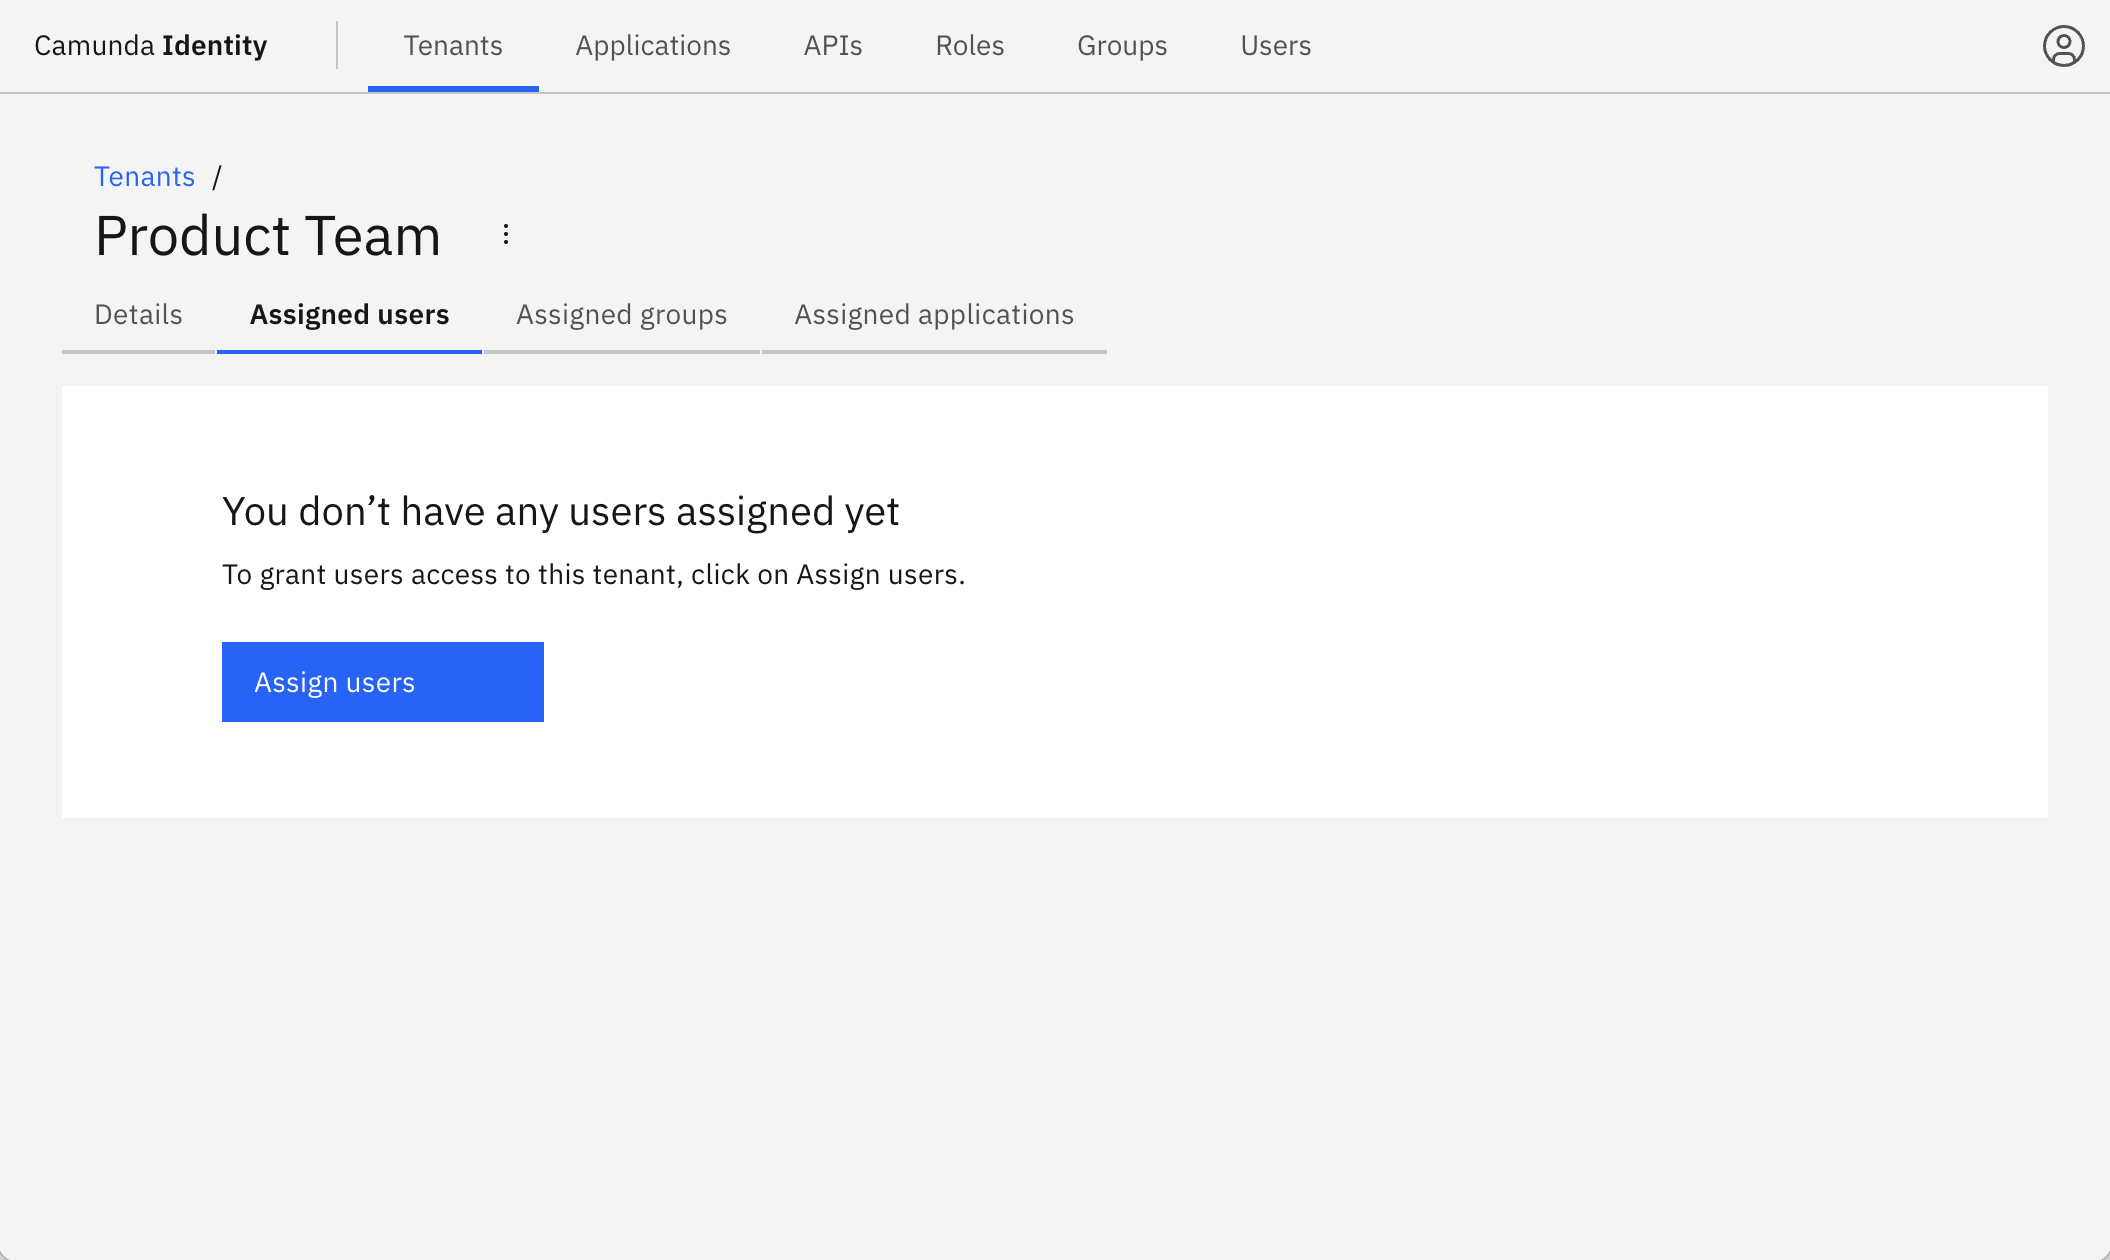 Camunda Identity Tenants Applications APIs Roles Groups Users
Tenants /
Product Team
Details Assigned users Assigned groups Assigned applications
You don’t have any users assigned yet
To grant users access to this tenant, click on Assign users.
Assign users